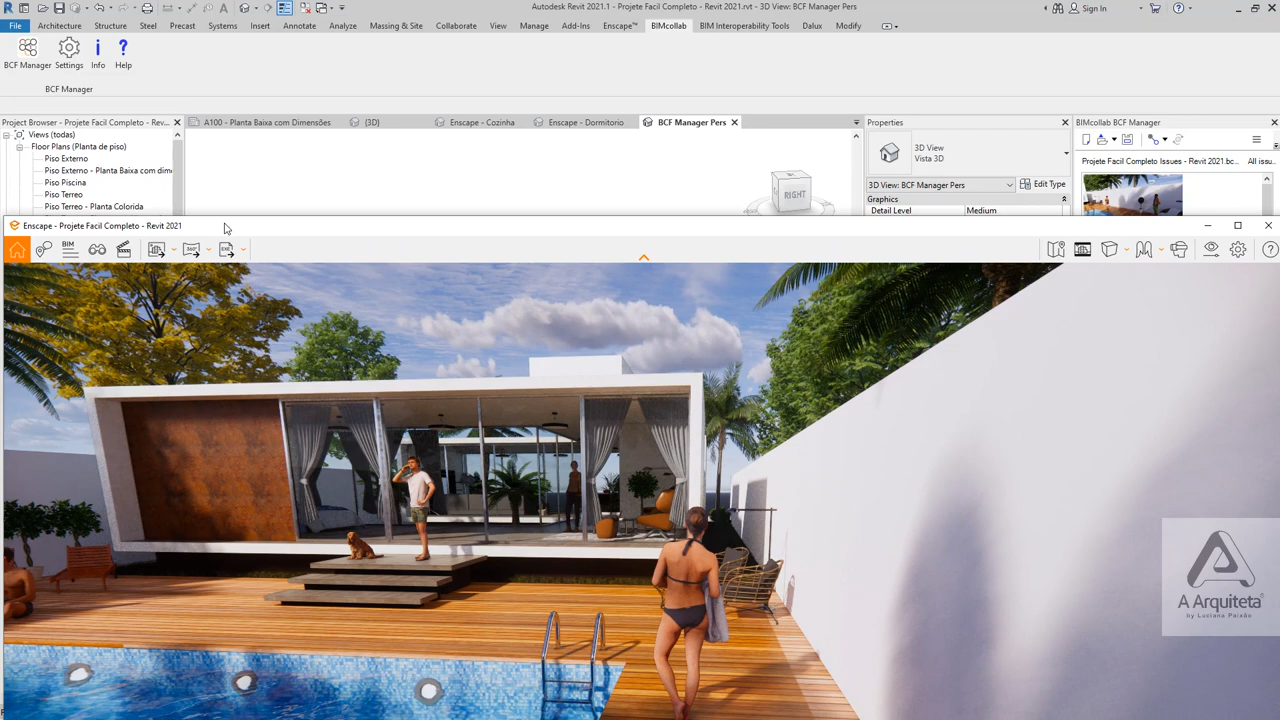 Autodesk Revit 2021.1 - Projete Facil Completo - Revit 2021.rvt - 3D View: BCF Manager Pers
Sign In
File Architecture Structure Steel Precast Systems Insert Annotate Analyze Massing & Site Collaborate View Manage Add-Ins Enscape™ BIMcollab BIM Interoperability Tools Dalux Modify
BCF Manager Settings Info Help
BCF Manager
Project Browser - Projete Facil Completo - Rev...
A100 - Planta Baixa com Dimensões
{3D}
Enscape - Cozinha
Enscape - Dormitorio
BCF Manager Pers
Properties
BIMcollab BCF Manager
Views (todas)
Floor Plans (Planta de piso)
Piso Externo
Piso Externo - Planta Baixa com dime
Piso Piscina
Piso Terreo
Piso Terreo - Planta Colorida
RIGHT
3D View
Vista 3D
3D View: BCF Manager Pers
Edit Type
Graphics
Detail Level Medium
Projete Facil Completo Issues - Revit 2021.bc...
All issu...
Enscape - Projete Facil Completo - Revit 2021
BIM
360°
EXE
A Arquiteta®
by Luciana Paixão